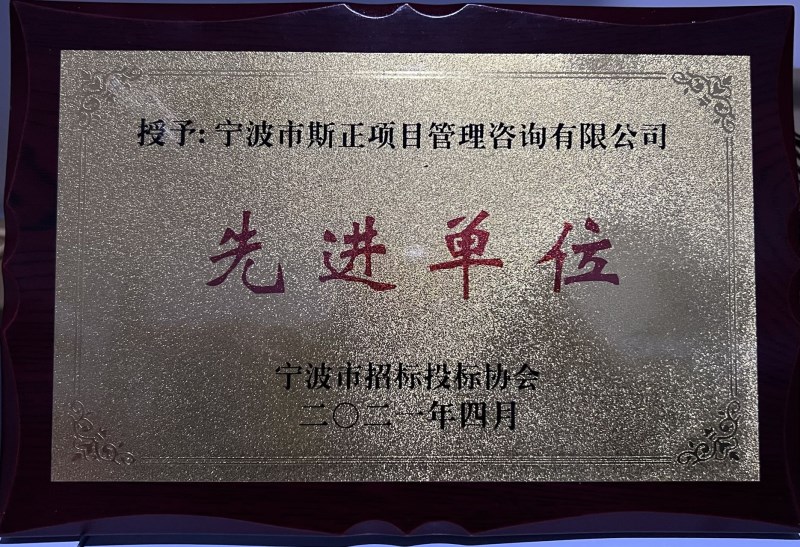 授予: 宁波市斯正项目管理咨询有限公司
先进单位
宁波市招标投标协会
二〇二一年四月